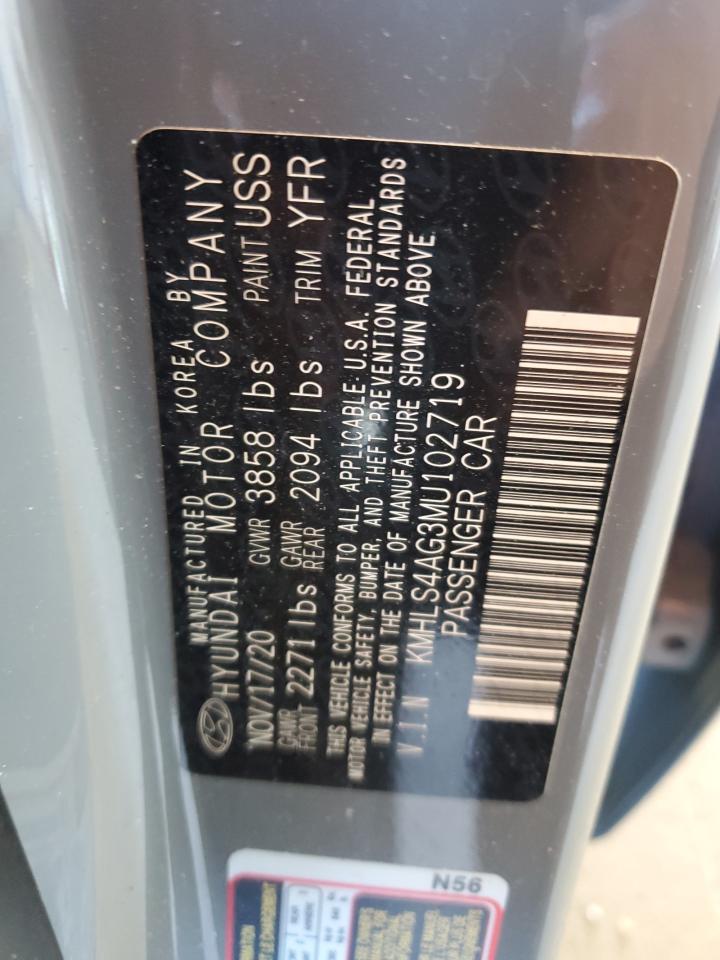 MANUFACTURED IN KOREA BY
HYUNDAI MOTOR COMPANY
NOV/17/20 GVWR 3858 lbs PAINT USS
GAWR FRONT 2271 lbs GAWR REAR 2094 lbs TRIM YFR
THIS VEHICLE CONFORMS TO ALL APPLICABLE U.S.A. FEDERAL
MOTOR VEHICLE SAFETY, BUMPER, AND THEFT PREVENTION STANDARDS
IN EFFECT ON THE DATE OF MANUFACTURE SHOWN ABOVE
V.I.N KMHLS4AG3MU102719
PASSENGER CAR
N56